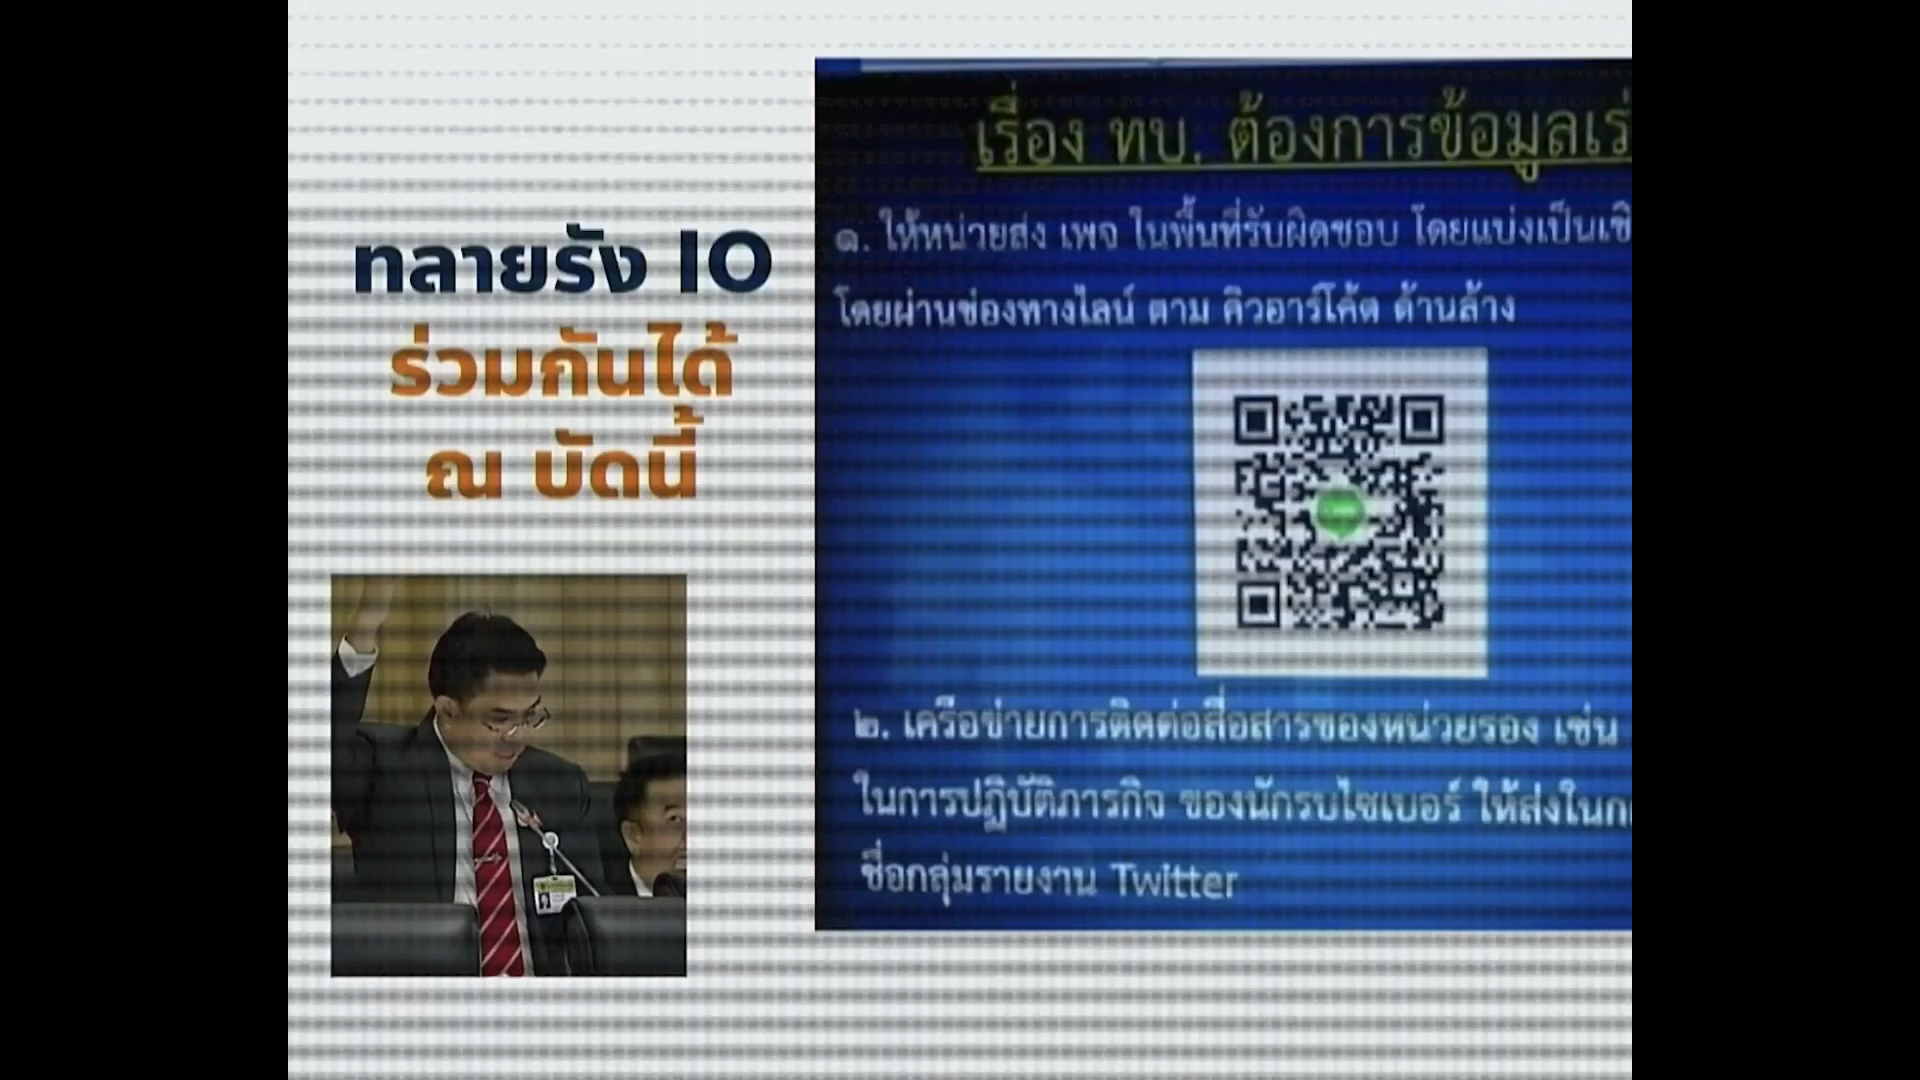 ทลายรัง IO
ร่วมกันได้
ณ บัดนี้
เรื่อง ทบ. ต้องการข้อมูลเร่
๑. ให้หน่วยส่ง เพจ ในพื้นที่รับผิดชอบ โดยแบ่งเป็นเชิ
โดยผ่านช่องทางไลน์ ตาม คิวอาร์โค้ด ด้านล่าง
๒. เครือข่ายการติดต่อสื่อสารของหน่วยรอง เช่น
ในการปฏิบัติภารกิจ ของนักรบไซเบอร์ ให้ส่งในก
ชื่อกลุ่มรายงาน Twitter